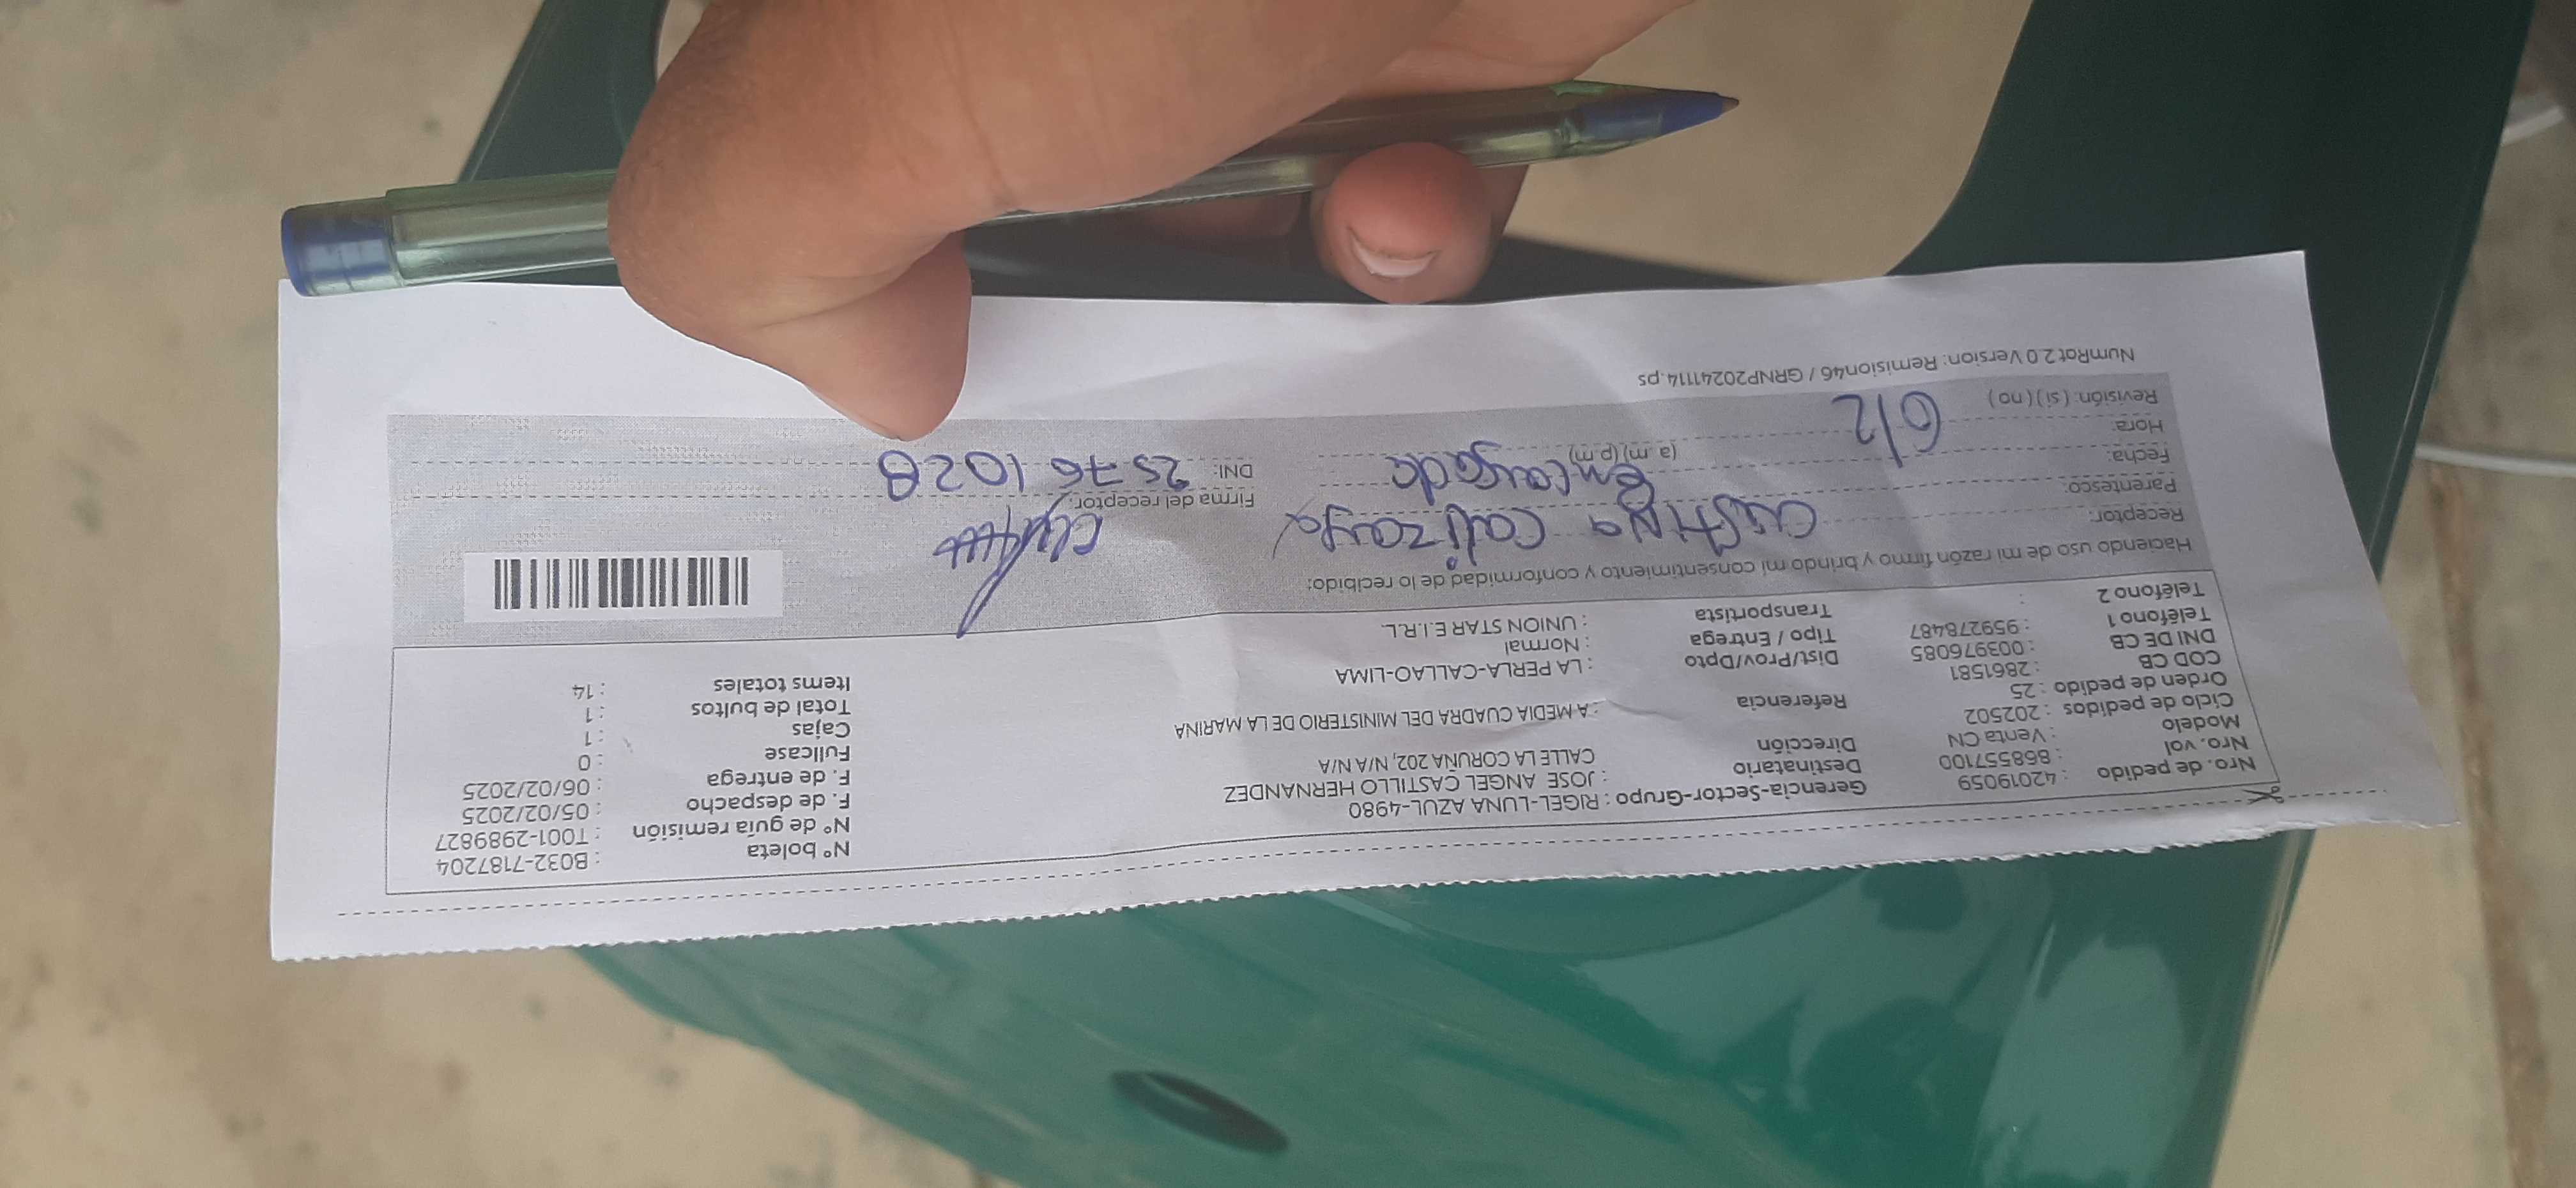 Nro. de pedido : 42019059
Nro. val : 868557100
Modelo : Venta CN
Ciclo de pedidos : 202502
Orden de pedido : 25
COD CB : 2861581
DNI DE CB : 003976085
Teléfono 1 : 959278487
Teléfono 2 :
Gerencia-Sector-Grupo : RIGEL-LUNA AZUL-4980
Destinatario : JOSE ANGEL CASTILLO HERNANDEZ
Dirección CALLE LA CORUNA 202, N/A N/A
Referencia : A MEDIA CUADRA DEL MINISTERIO DE LA MARINA
Dist/Prov/Dpto : LA PERLA-CALLAO-LIMA
Tipo / Entrega : Normal
Transportista : UNION STAR E.I.R.L.
N° boleta : B032-7187204
N° de guía remisión : T001-2989827
F. de despacho : 05/02/2025
F. de entrega : 06/02/2025
Fullcase : 0
Cajas : 1
Total de bultos : 1
Items totales : 14
Haciendo uso de mi razón firmo y brindo mi consentimiento y conformidad de lo recibido:
Receptor: cristina Calizaya
Parentesco: Encargada
Fecha: 6/2
Hora: (a.m) (p.m)
Revisión: (si) (no)
Firma del receptor:
DNI: 25761028
NumRat 2.0 Version: Remision46 / GRNP20241114.ps